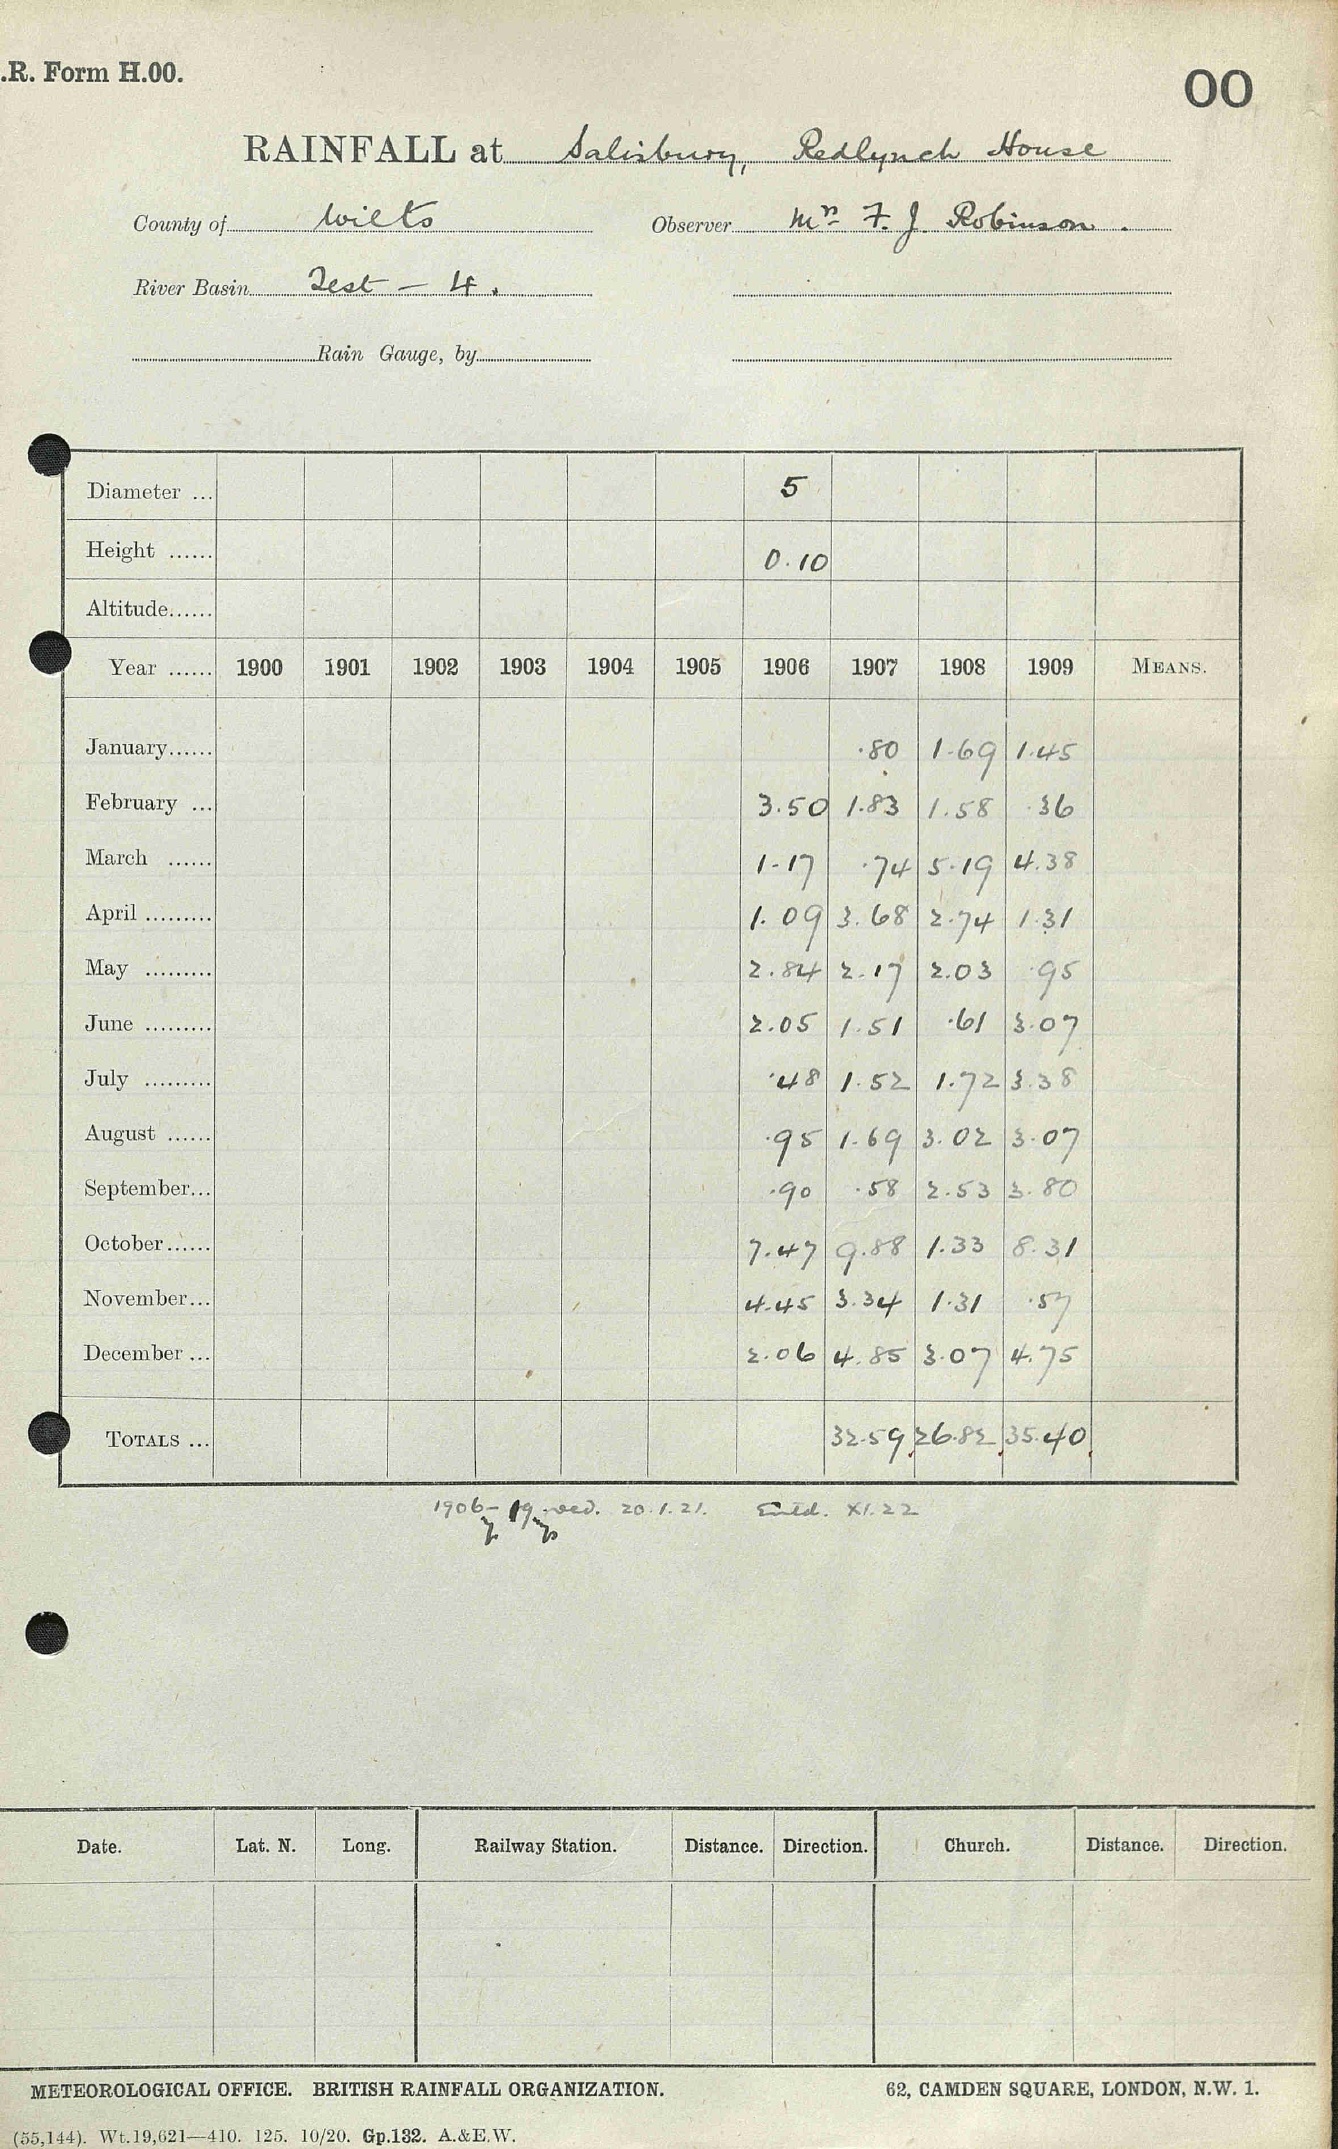 .R. Form H.00.
00
RAINFALL at Salisbury, Redlynch House
County of Wilts Observer Mrs F. J. Robinson.
River Basin Test – 4.
Rain Gauge, by
Diameter ... 5
Height ...... 0.10
Altitude......
Year ...... 1900 1901 1902 1903 1904 1905 1906 1907 1908 1909 MEANS.
January...... .80 1.69 1.45
February ... 3.50 1.83 1.58 .36
March ...... 1.17 .74 5.19 4.38
April ......... 1.09 3.68 2.74 1.31
May ......... 2.84 2.17 2.03 .95
June ......... 2.05 1.51 .61 3.07
July ......... .48 1.52 1.72 3.38
August ...... .95 1.69 3.02 3.07
September... .90 .58 2.53 3.80
October...... 7.47 9.88 1.33 8.31
November... 4.45 3.34 1.31 .57
December ... 2.06 4.85 3.07 4.75
TOTALS ... 32.59 26.82 35.40
1906– 19 recd. 20.1.21. Entd. XI.22
Date. Lat. N. Long. Railway Station. Distance. Direction. Church. Distance. Direction.
METEOROLOGICAL OFFICE. BRITISH RAINFALL ORGANIZATION. 62, CAMDEN SQUARE, LONDON, N.W. 1.
(55,144). Wt.19,621—410. 125. 10/20. Gp.132. A.&E.W.